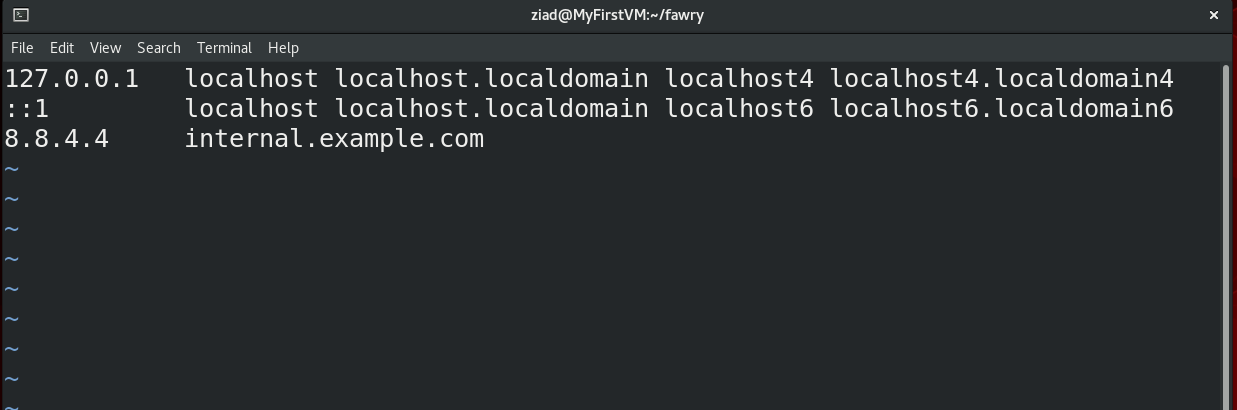 ziad@MyFirstVM:~/fawry
×
File Edit View Search Terminal Help
127.0.0.1   localhost localhost.localdomain localhost4 localhost4.localdomain4
::1         localhost localhost.localdomain localhost6 localhost6.localdomain6
8.8.4.4     internal.example.com
~
~
~
~
~
~
~
~
~